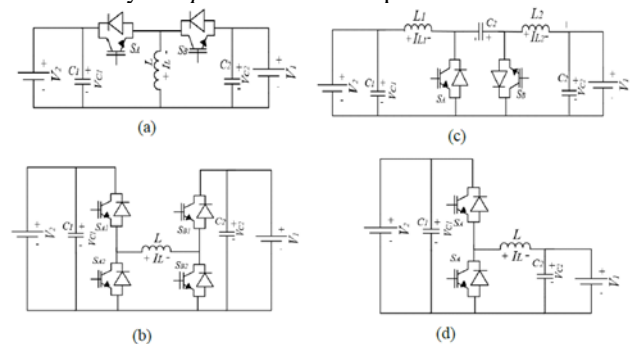 SA SB
V2 + - C1 + VC1 - L + IL - C2 + VC2 - + V1 -
(a)
L1 C2 L2
+ IL1 - + IL2 -
V2 + - C1 + VC1 - SA SB C2 + VC2 - + V1 -
(c)
SA1 SB1
V2 + - C1 + VC1 - L C2 + VC2 - + V1 -
+ IL -
SA2 SB2
(b)
V2 + - C1 + VC1 - SA
L
SA + IL - C2 + VC2 - + V1 -
(d)